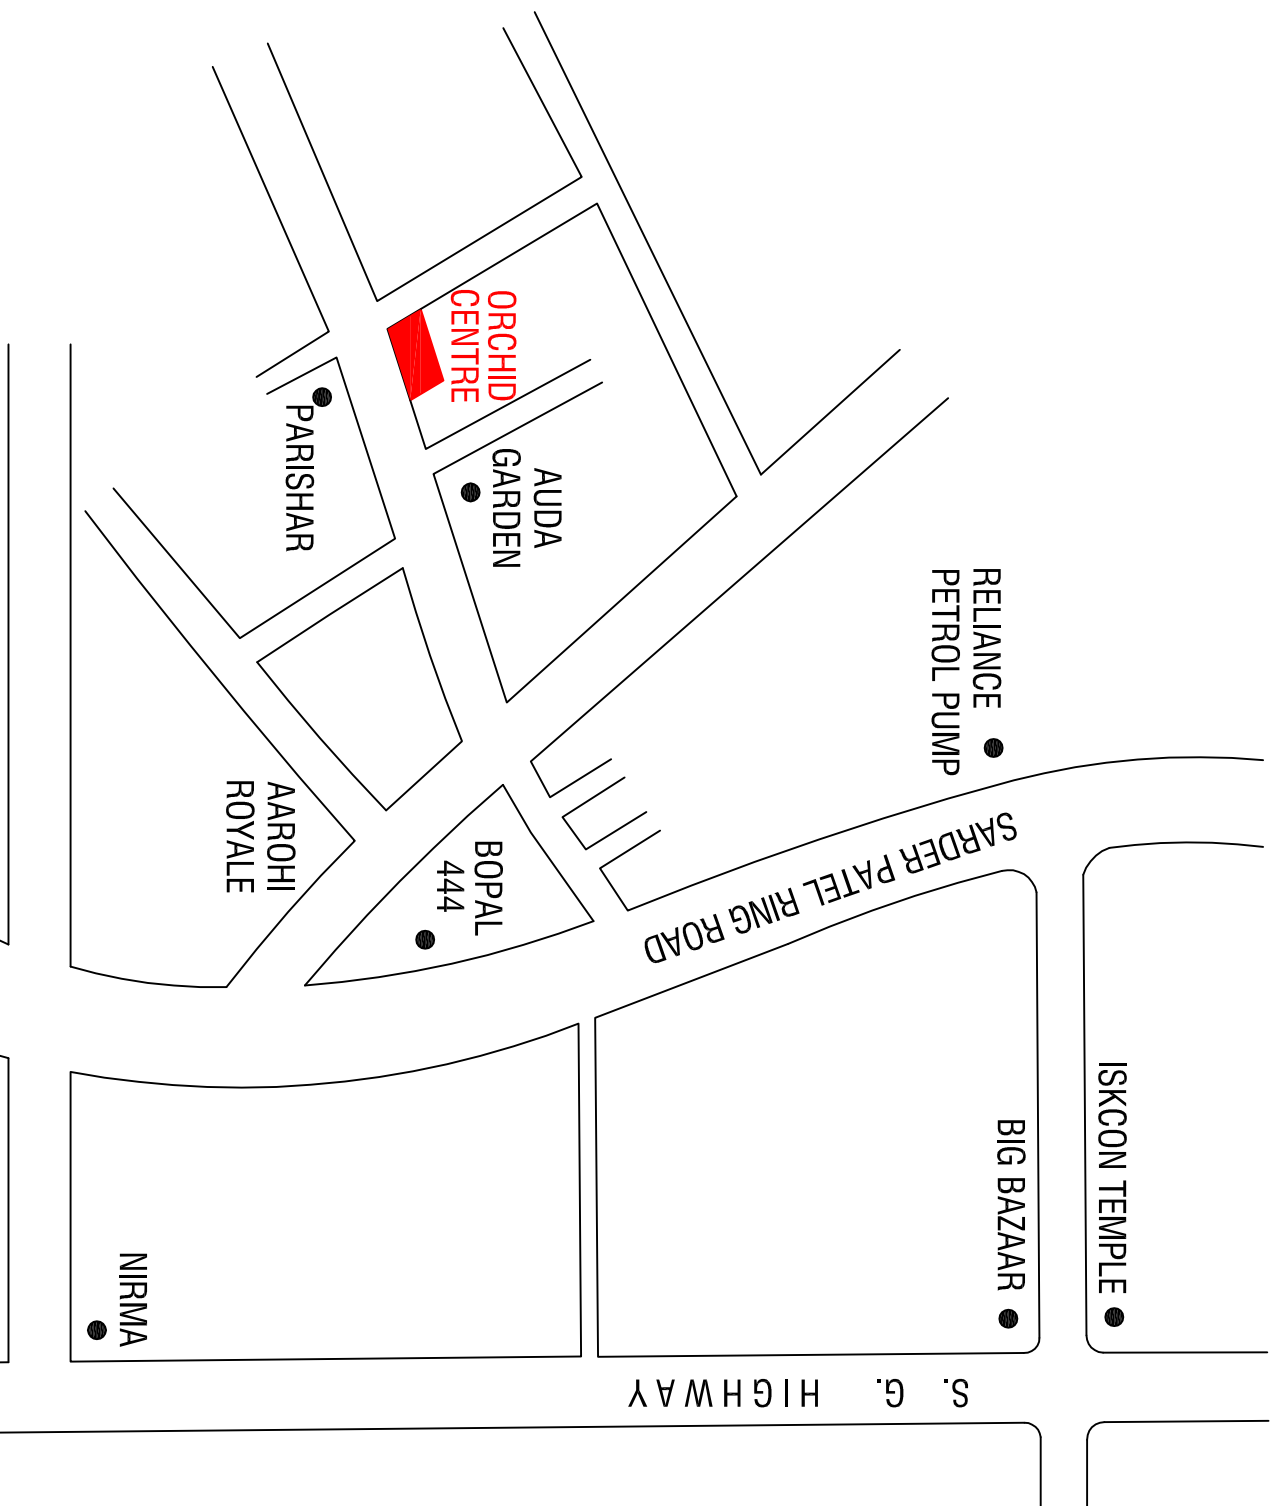 ORCHID
CENTRE
PARISHAR
AUDA
GARDEN
RELIANCE
PETROL PUMP
AAROHI
ROYALE
BOPAL
444
SARDER PATEL RING ROAD
ISKCON TEMPLE
BIG BAZAAR
NIRMA
S. G. HIGHWAY